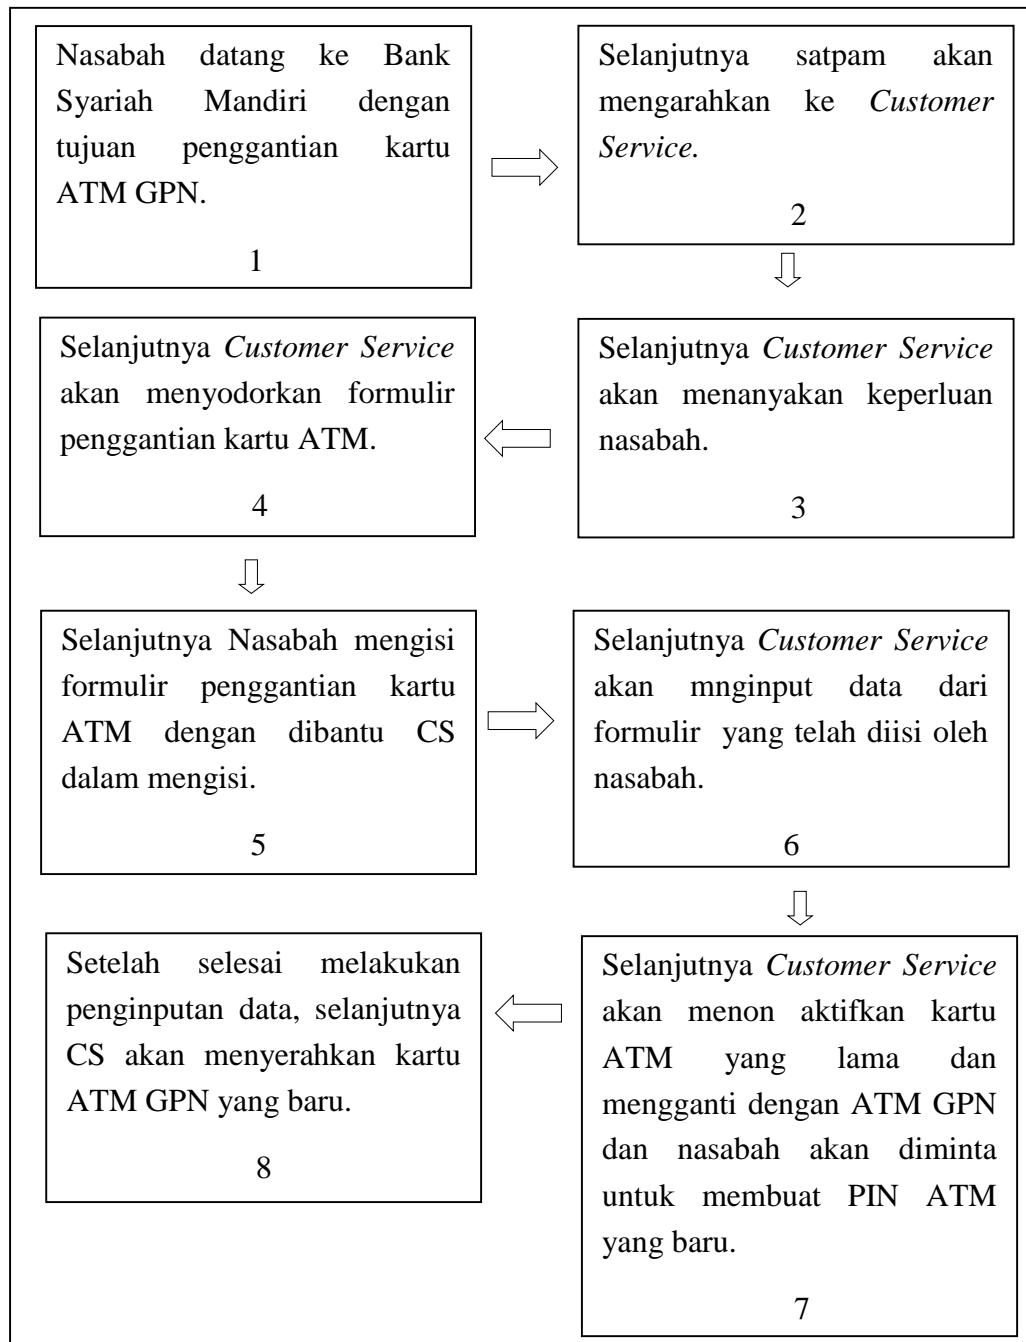 Nasabah datang ke Bank
Syariah Mandiri dengan
tujuan penggantian kartu
ATM GPN.
1
Selanjutnya satpam akan
mengarahkan ke Customer
Service.
2
Selanjutnya Customer Service
akan menanyakan keperluan
nasabah.
3
Selanjutnya Customer Service
akan menyodorkan formulir
penggantian kartu ATM.
4
Selanjutnya Nasabah mengisi
formulir penggantian kartu
ATM dengan dibantu CS
dalam mengisi.
5
Selanjutnya Customer Service
akan mnginput data dari
formulir yang telah diisi oleh
nasabah.
6
Selanjutnya Customer Service
akan menon aktifkan kartu
ATM yang lama dan
mengganti dengan ATM GPN
dan nasabah akan diminta
untuk membuat PIN ATM
yang baru.
7
Setelah selesai melakukan
penginputan data, selanjutnya
CS akan menyerahkan kartu
ATM GPN yang baru.
8